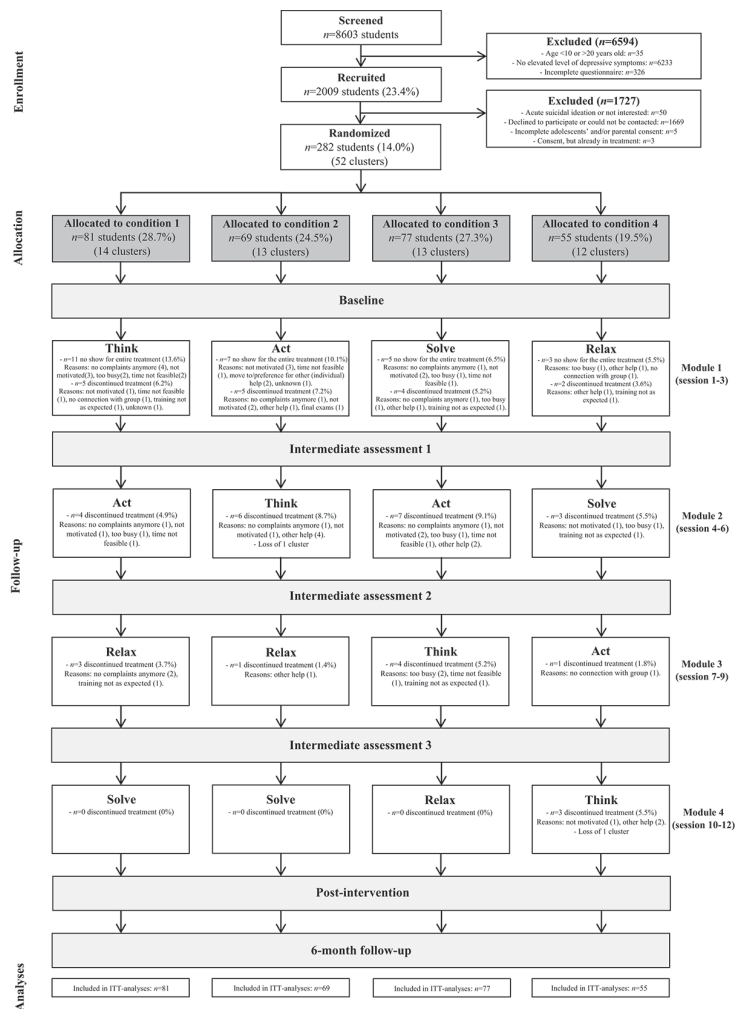 Enrollment
Screened
n=8603 students
Excluded (n=6594)
- Age <10 or >20 years old: n=35
- No elevated level of depressive symptoms: n=6233
- Incomplete questionnaire: n=326
Recruited
n=2009 students (23.4%)
Excluded (n=1727)
- Acute suicidal ideation or not interested: n=50
- Declined to participate or could not be contacted: n=1669
- Incomplete adolescents' and/or parental consent: n=5
- Consent, but already in treatment: n=3
Randomized
n=282 students (14.0%)
(52 clusters)
Allocation
Allocated to condition 1
n=81 students (28.7%)
(14 clusters)
Allocated to condition 2
n=69 students (24.5%)
(13 clusters)
Allocated to condition 3
n=77 students (27.3%)
(13 clusters)
Allocated to condition 4
n=55 students (19.5%)
(12 clusters)
Baseline
Follow-up
Think
- n=11 no show for entire treatment (13.6%)
Reasons: no complaints anymore (4), not
motivated(3), too busy(2), time not feasible(2)
- n=5 discontinued treatment (6.2%)
Reasons: not motivated (1), time not feasible
(1), no connection with group (1), training not
as expected (1), unknown (1).
Act
- n=7 no show for the entire treatment (10.1%)
Reasons: not motivated (3), time not feasible
(1), move to/preference for other (individual)
help (2), unknown (1).
- n=5 discontinued treatment (7.2%)
Reasons: no complaints anymore (1), not
motivated (2), other help (1), final exams (1)
Solve
- n=5 no show for the entire treatment (6.5%)
Reasons: no complaints anymore (1), not
motivated (2), too busy (1), time not
feasible (1).
- n=4 discontinued treatment (5.2%)
Reasons: no complaints anymore (1), too busy
(1), other help (1), training not as expected (1).
Relax
- n=3 no show for entire treatment (5.5%)
Reasons: too busy (1), other help (1), no
connection with group (1).
- n=2 discontinued treatment (3.6%)
Reasons: other help (1), training not as
expected (1).
Module 1
(session 1-3)
Intermediate assessment 1
Act
- n=4 discontinued treatment (4.9%)
Reasons: no complaints anymore (1), not
motivated (1), too busy (1), time not
feasible (1).
Think
- n=6 discontinued treatment (8.7%)
Reasons: no complaints anymore (1), not
motivated (1), other help (4).
- Loss of 1 cluster
Act
- n=7 discontinued treatment (9.1%)
Reasons: no complaints anymore (1), not
motivated (2), too busy (1), time not
feasible (1), other help (2).
Solve
- n=3 discontinued treatment (5.5%)
Reasons: not motivated (1), too busy (1),
training not as expected (1).
Module 2
(session 4-6)
Intermediate assessment 2
Relax
- n=3 discontinued treatment (3.7%)
Reasons: no complaints anymore (2),
training not as expected (1).
Relax
- n=1 discontinued treatment (1.4%)
Reasons: other help (1).
Think
- n=4 discontinued treatment (5.2%)
Reasons: too busy (2), time not feasible
(1), training not as expected (1).
Act
- n=1 discontinued treatment (1.8%)
Reasons: no connection with group (1).
Module 3
(session 7-9)
Intermediate assessment 3
Solve
- n=0 discontinued treatment (0%)
Solve
- n=0 discontinued treatment (0%)
Relax
- n=0 discontinued treatment (0%)
Think
- n=3 discontinued treatment (5.5%)
Reasons: not motivated (1), other help (2).
- Loss of 1 cluster
Module 4
(session 10-12)
Post-intervention
6-month follow-up
Analyses
Included in ITT-analyses: n=81
Included in ITT-analyses: n=69
Included in ITT-analyses: n=77
Included in ITT-analyses: n=55